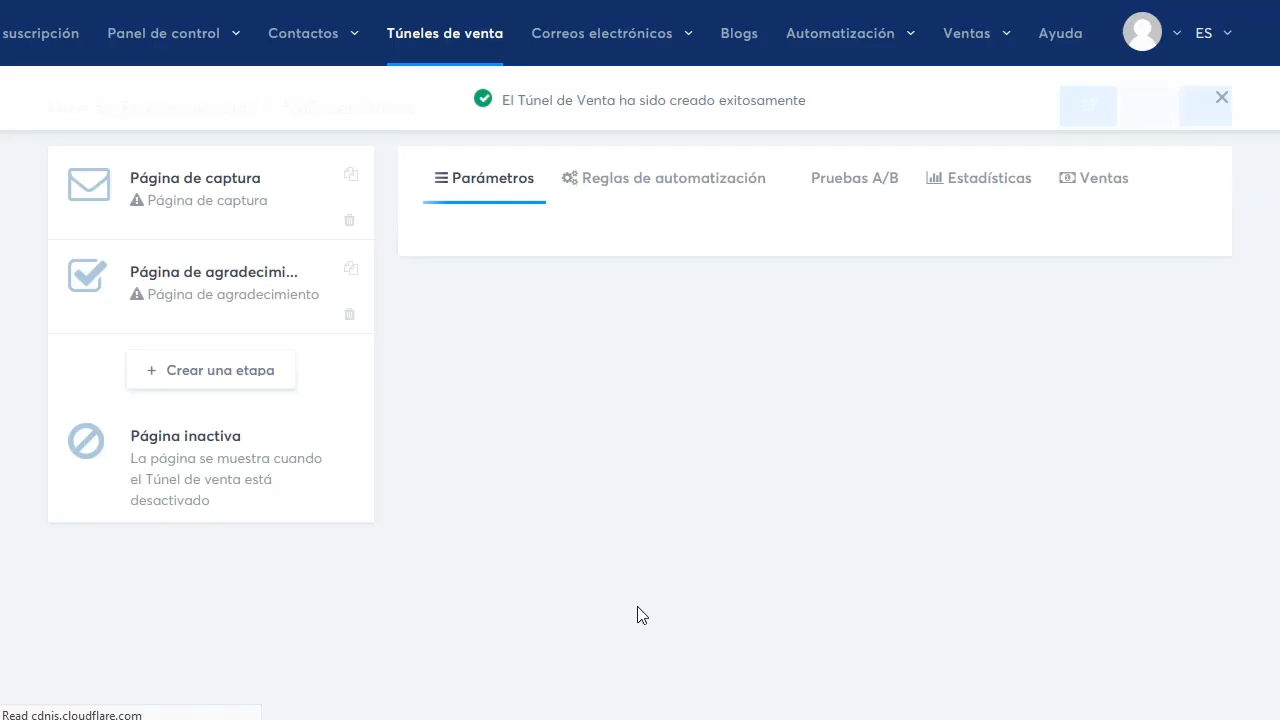 suscripción Panel de control Contactos Túneles de venta Correos electrónicos Blogs Automatización Ventas Ayuda ES
El Túnel de Venta ha sido creado exitosamente
Página de captura
Página de captura
Página de agradecimi...
Página de agradecimiento
+ Crear una etapa
Página inactiva
La página se muestra cuando
el Túnel de venta está
desactivado
Parámetros Reglas de automatización Pruebas A/B Estadísticas Ventas
Read cdnjs.cloudflare.com